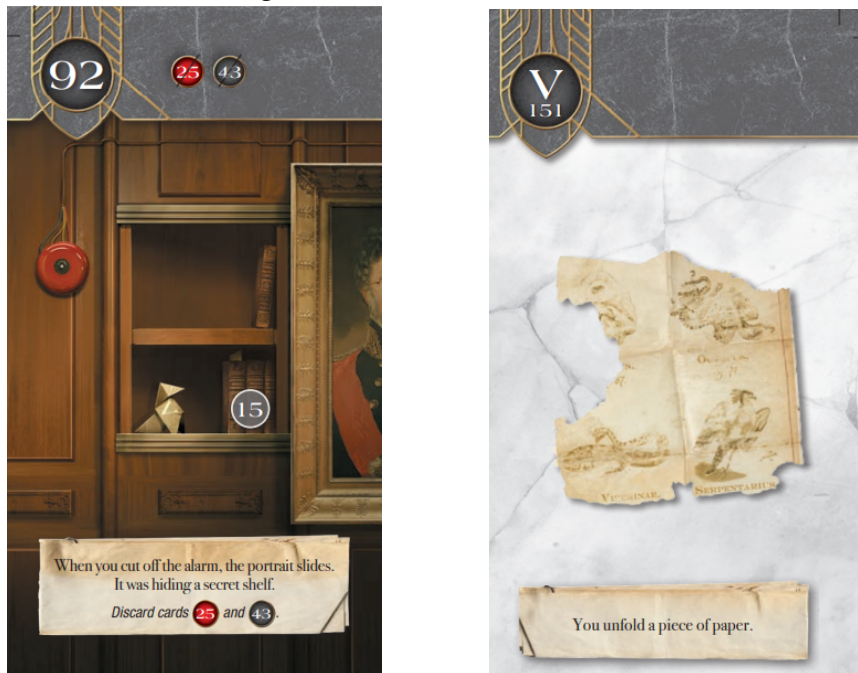 92
25 43
15
When you cut off the alarm, the portrait slides.
It was hiding a secret shelf.
Discard cards 25 and 43.
V
151
VIPERINAE.
SERPENTARIUS
You unfold a piece of paper.